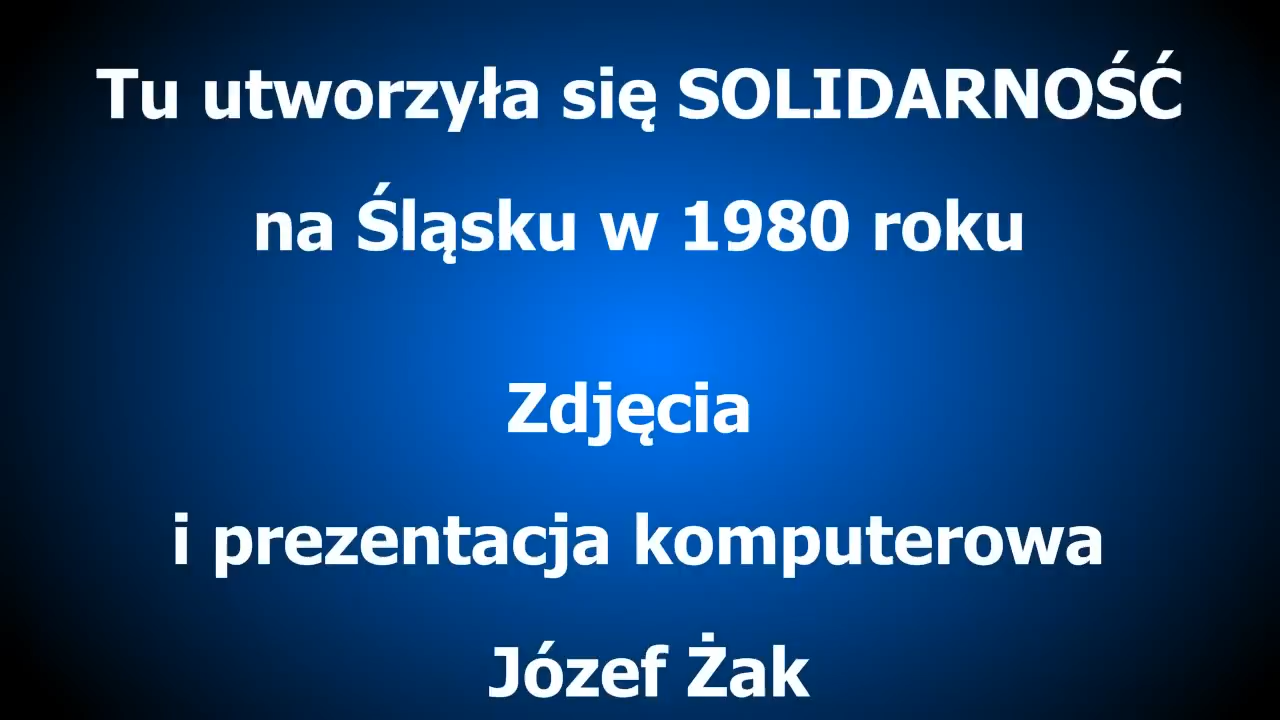 Tu utworzyła się SOLIDARNOŚĆ
na Śląsku w 1980 roku
Zdjęcia
i prezentacja komputerowa
Józef Żak